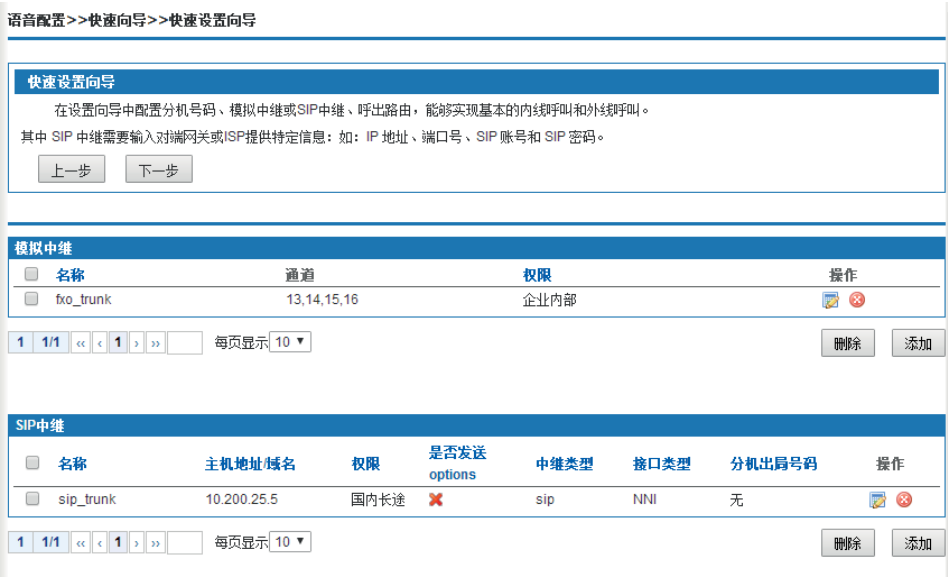 语音配置>>快速向导>>快速设置向导
快速设置向导
在设置向导中配置分机号码、模拟中继或SIP中继、呼出路由，能够实现基本的内线呼叫和外线呼叫。
其中 SIP 中继需要输入对端网关或ISP提供特定信息：如：IP 地址、端口号、SIP 账号和 SIP 密码。
上一步 下一步
模拟中继
名称 通道 权限 操作
fxo_trunk 13,14,15,16 企业内部
1 1/1 ‹‹ ‹ 1 › ›› 每页显示 10 ▼ 删除 添加
SIP中继
名称 主机地址/域名 权限 是否发送 options 中继类型 接口类型 分机出局号码 操作
sip_trunk 10.200.25.5 国内长途 sip NNI 无
1 1/1 ‹‹ ‹ 1 › ›› 每页显示 10 ▼ 删除 添加